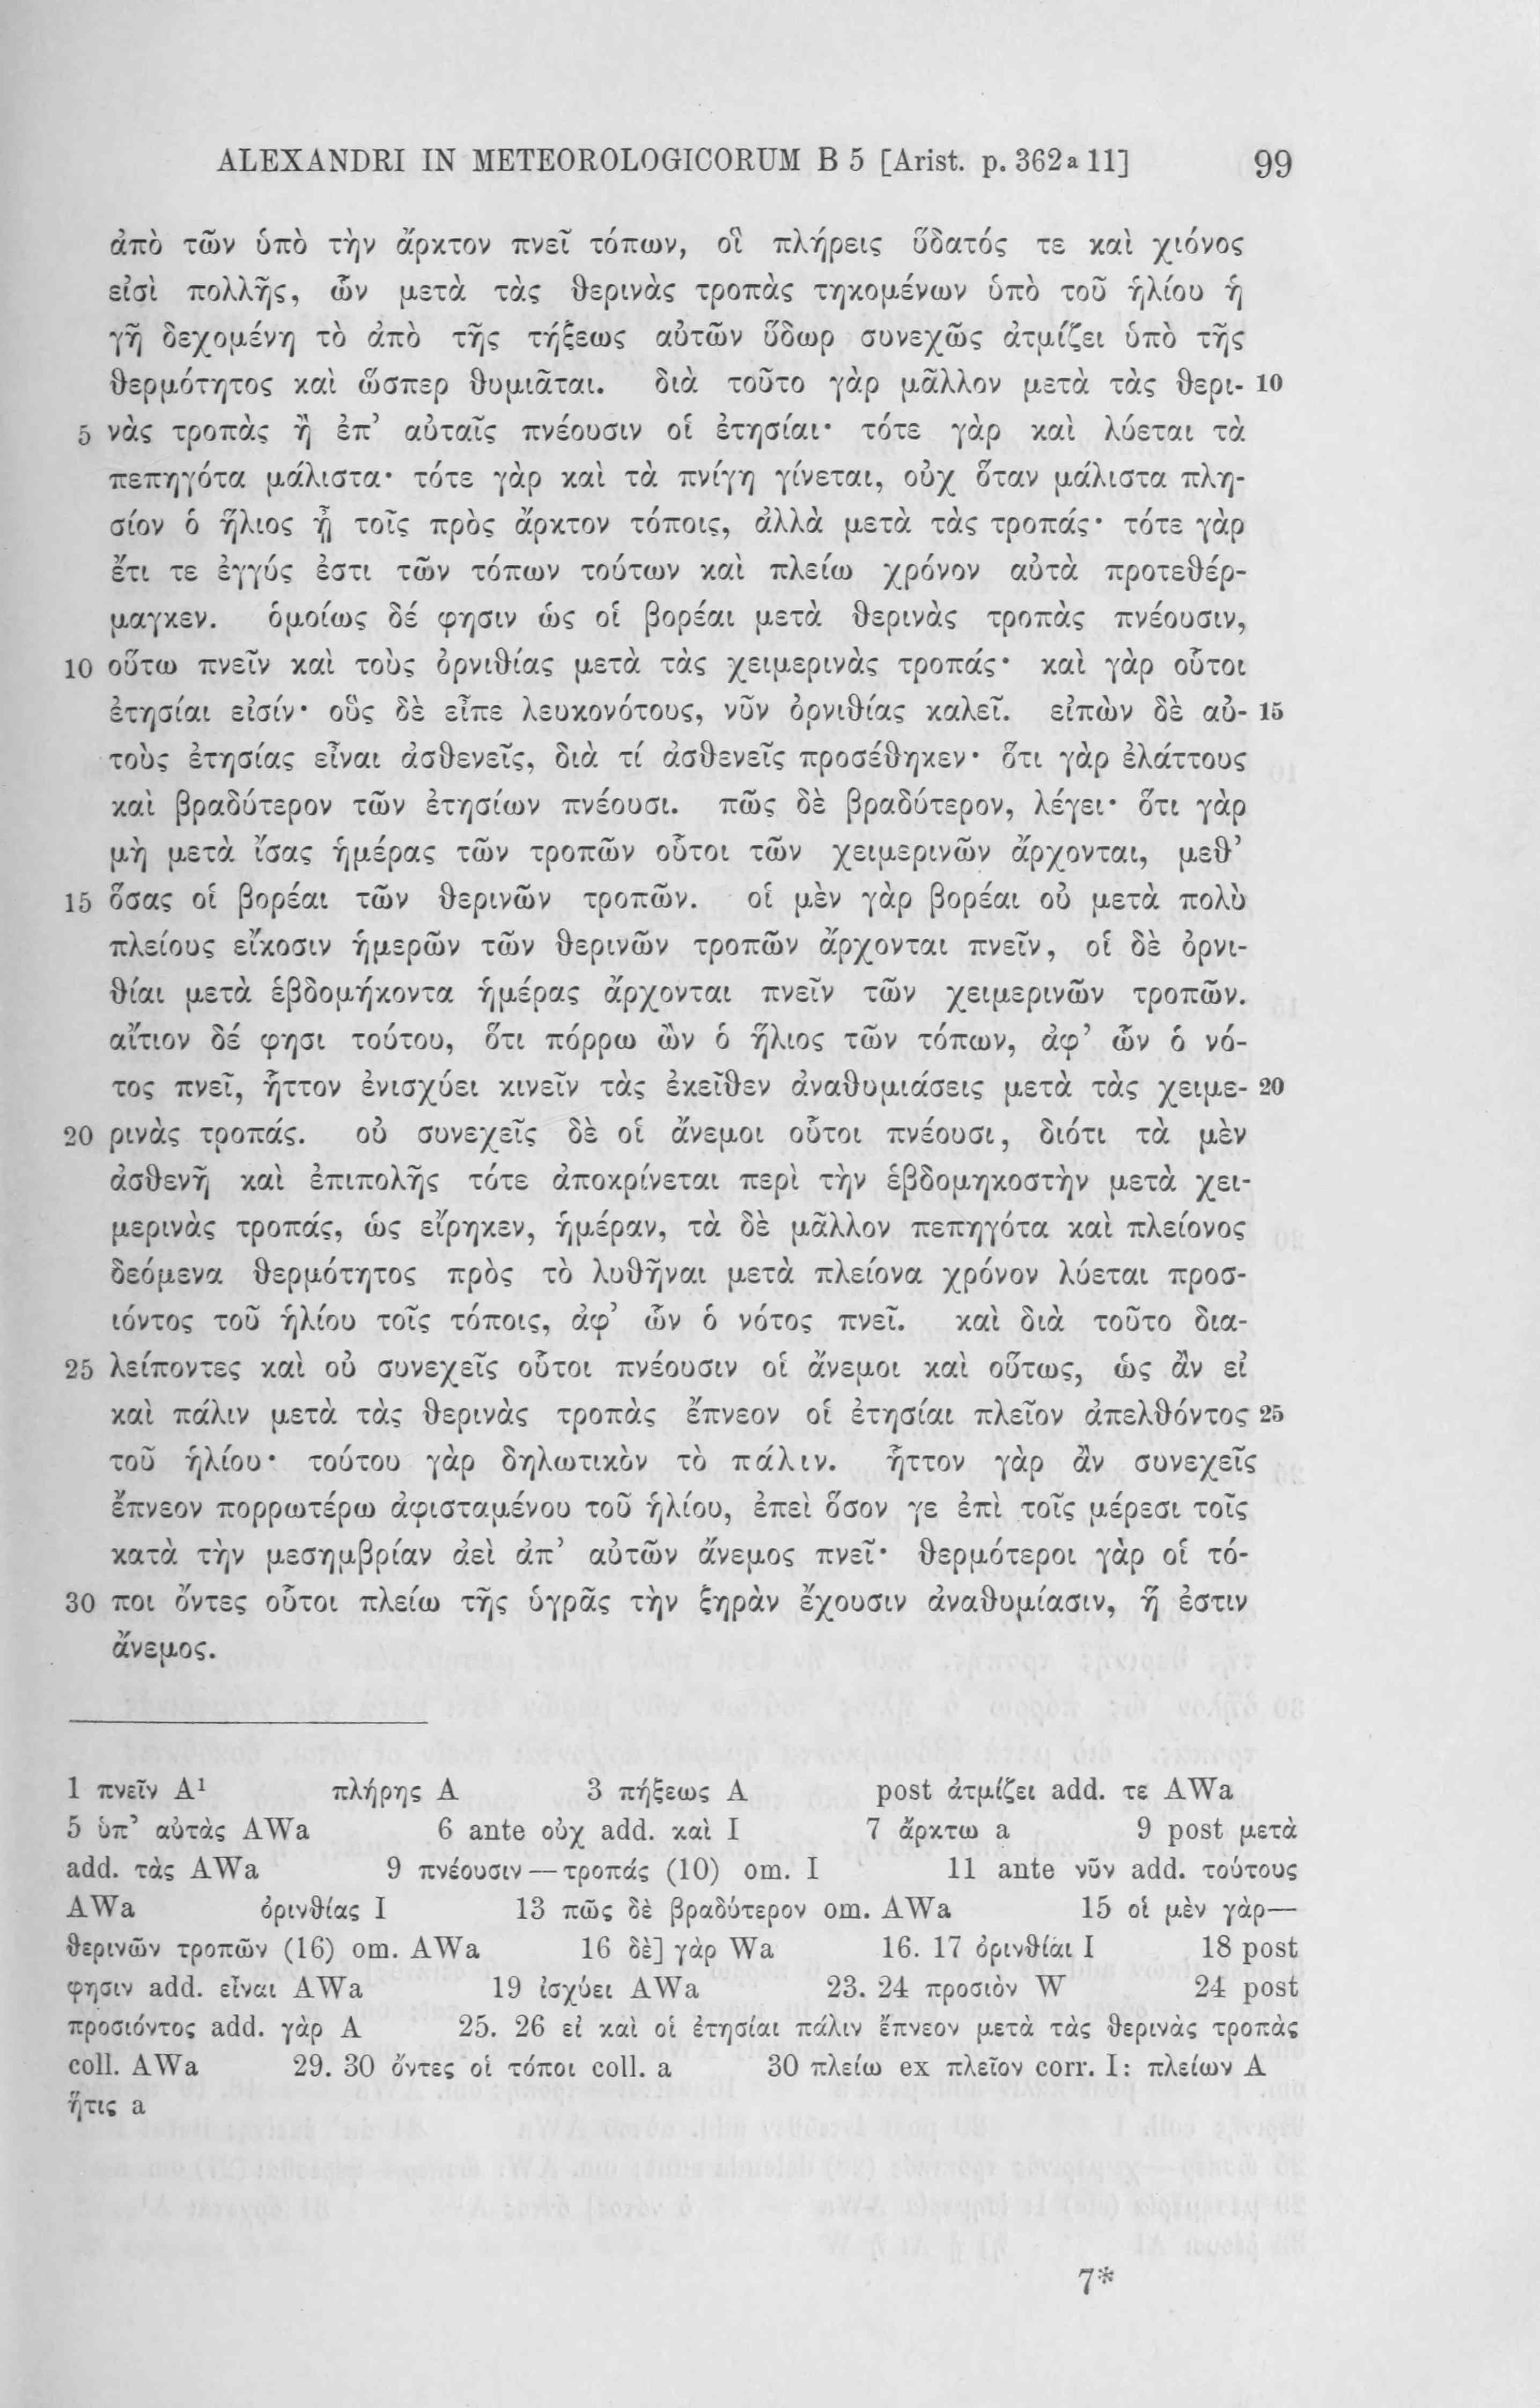 ALEXANDRI IN METEOROLOGICORUM B 5 [Arist. p. 362ª 11] 99
ἀπὸ τῶν ὑπὸ τὴν ἄρκτον πνεῖ τόπων, οἳ πλήρεις ὕδατός τε καὶ χιόνος
εἰσὶ πολλῆς, ὧν μετὰ τὰς θερινὰς τροπὰς τηκομένων ὑπὸ τοῦ ἡλίου ἡ
γῆ δεχομένη τὸ ἀπὸ τῆς τήξεως αὐτῶν ὕδωρ συνεχῶς ἀτμίζει ὑπὸ τῆς
θερμότητος καὶ ὥσπερ θυμιᾶται. διὰ τοῦτο γὰρ μᾶλλον μετὰ τὰς θερι- 10
5 νὰς τροπὰς ἢ ἐπ’ αὐταῖς πνέουσιν οἱ ἐτησίαι· τότε γὰρ καὶ λύεται τὰ
πεπηγότα μάλιστα· τότε γὰρ καὶ τὰ πνίγη γίνεται, οὐχ ὅταν μάλιστα πλη-
σίον ὁ ἥλιος ᾖ τοῖς πρὸς ἄρκτον τόποις, ἀλλὰ μετὰ τὰς τροπάς· τότε γὰρ
ἔτι τε ἐγγύς ἐστι τῶν τόπων τούτων καὶ πλείω χρόνον αὐτὰ προτεθέρ-
μαγκεν. ὁμοίως δέ φησιν ὡς οἱ βορέαι μετὰ θερινὰς τροπὰς πνέουσιν,
10 οὕτω πνεῖν καὶ τοὺς ὀρνιθίας μετὰ τὰς χειμερινὰς τροπάς· καὶ γὰρ οὗτοι
ἐτησίαι εἰσίν· οὓς δὲ εἶπε λευκονότους, νῦν ὀρνιθίας καλεῖ. εἰπὼν δὲ αὐ- 15
τοὺς ἐτησίας εἶναι ἀσθενεῖς, διὰ τί ἀσθενεῖς προσέθηκεν· ὅτι γὰρ ἐλάττους
καὶ βραδύτερον τῶν ἐτησίων πνέουσι. πῶς δὲ βραδύτερον, λέγει· ὅτι γὰρ
μὴ μετὰ ἴσας ἡμέρας τῶν τροπῶν οὗτοι τῶν χειμερινῶν ἄρχονται, μεθ’
15 ὅσας οἱ βορέαι τῶν θερινῶν τροπῶν. οἱ μὲν γὰρ βορέαι οὐ μετὰ πολὺ
πλείους εἴκοσιν ἡμερῶν τῶν θερινῶν τροπῶν ἄρχονται πνεῖν, οἱ δὲ ὀρνι-
θίαι μετὰ ἑβδομήκοντα ἡμέρας ἄρχονται πνεῖν τῶν χειμερινῶν τροπῶν.
αἴτιον δέ φησι τούτου, ὅτι πόρρω ὢν ὁ ἥλιος τῶν τόπων, ἀφ’ ὧν ὁ νό-
τος πνεῖ, ἧττον ἐνισχύει κινεῖν τὰς ἐκεῖθεν ἀναθυμιάσεις μετὰ τὰς χειμε- 20
20 ρινὰς τροπάς. οὐ συνεχεῖς δὲ οἱ ἄνεμοι οὗτοι πνέουσι, διότι τὰ μὲν
ἀσθενῆ καὶ ἐπιπολῆς τότε ἀποκρίνεται περὶ τὴν ἑβδομηκοστὴν μετὰ χει-
μερινὰς τροπάς, ὡς εἴρηκεν, ἡμέραν, τὰ δὲ μᾶλλον πεπηγότα καὶ πλείονος
δεόμενα θερμότητος πρὸς τὸ λυθῆναι μετὰ πλείονα χρόνον λύεται προσ-
ιόντος τοῦ ἡλίου τοῖς τόποις, ἀφ’ ὧν ὁ νότος πνεῖ. καὶ διὰ τοῦτο δια-
25 λείποντες καὶ οὐ συνεχεῖς οὗτοι πνέουσιν οἱ ἄνεμοι καὶ οὕτως, ὡς ἂν εἰ
καὶ πάλιν μετὰ τὰς θερινὰς τροπὰς ἔπνεον οἱ ἐτησίαι πλεῖον ἀπελθόντος 25
τοῦ ἡλίου· τούτου γὰρ δηλωτικὸν τὸ πάλιν. ἧττον γὰρ ἂν συνεχεῖς
ἔπνεον πορρωτέρω ἀφισταμένου τοῦ ἡλίου, ἐπεὶ ὅσον γε ἐπὶ τοῖς μέρεσι τοῖς
κατὰ τὴν μεσημβρίαν ἀεὶ ἀπ’ αὐτῶν ἄνεμος πνεῖ· θερμότεροι γὰρ οἱ τό-
30 ποι ὄντες οὗτοι πλείω τῆς ὑγρᾶς τὴν ξηρὰν ἔχουσιν ἀναθυμίασιν, ἥ ἐστιν
ἄνεμος.
1 πνεῖν A¹ πλήρης A 3 πήξεως A post ἀτμίζει add. τε AWa
5 ὑπ’ αὐτὰς AWa 6 ante οὐχ add. καὶ I 7 ἄρκτω a 9 post μετὰ
add. τὰς AWa 9 πνέουσιν — τροπάς (10) om. I 11 ante νῦν add. τούτους
AWa ὀρινθίας I 13 πῶς δὲ βραδύτερον om. AWa 15 οἱ μὲν γὰρ—
θερινῶν τροπῶν (16) om. AWa 16 δὲ] γὰρ Wa 16. 17 ὀρινθίαι I 18 post
φησιν add. εἶναι AWa 19 ἰσχύει AWa 23. 24 προσιὸν W 24 post
προσιόντος add. γὰρ A 25. 26 εἰ καὶ οἱ ἐτησίαι πάλιν ἔπνεον μετὰ τὰς θερινὰς τροπὰς
coll. AWa 29. 30 ὄντες οἱ τόποι coll. a 30 πλείω ex πλεῖον corr. I: πλείων A
ἥτις a
7*